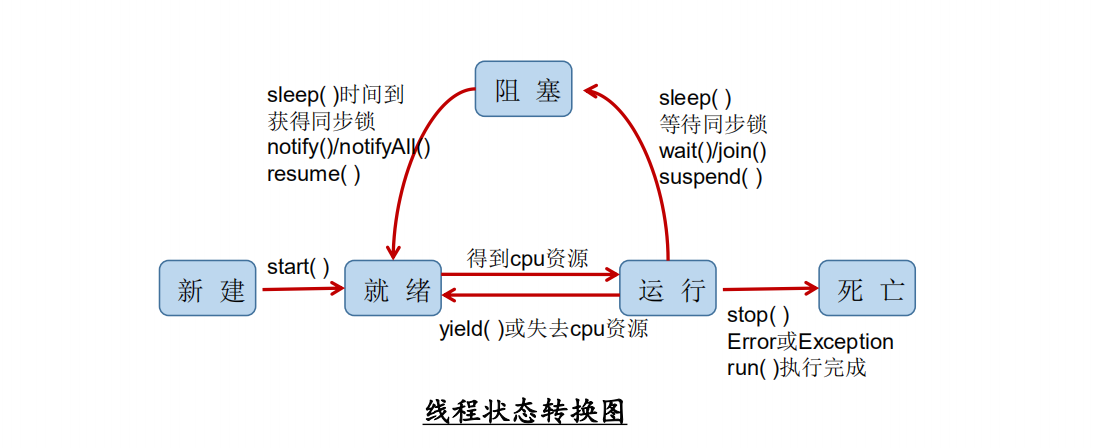 阻 塞
sleep( )时间到
获得同步锁
notify()/notifyAll()
resume( )
sleep( )
等待同步锁
wait()/join()
suspend( )
新 建
start( )
就 绪
得到cpu资源
yield( )或失去cpu资源
运 行
死 亡
stop( )
Error或Exception
run( )执行完成
线程状态转换图